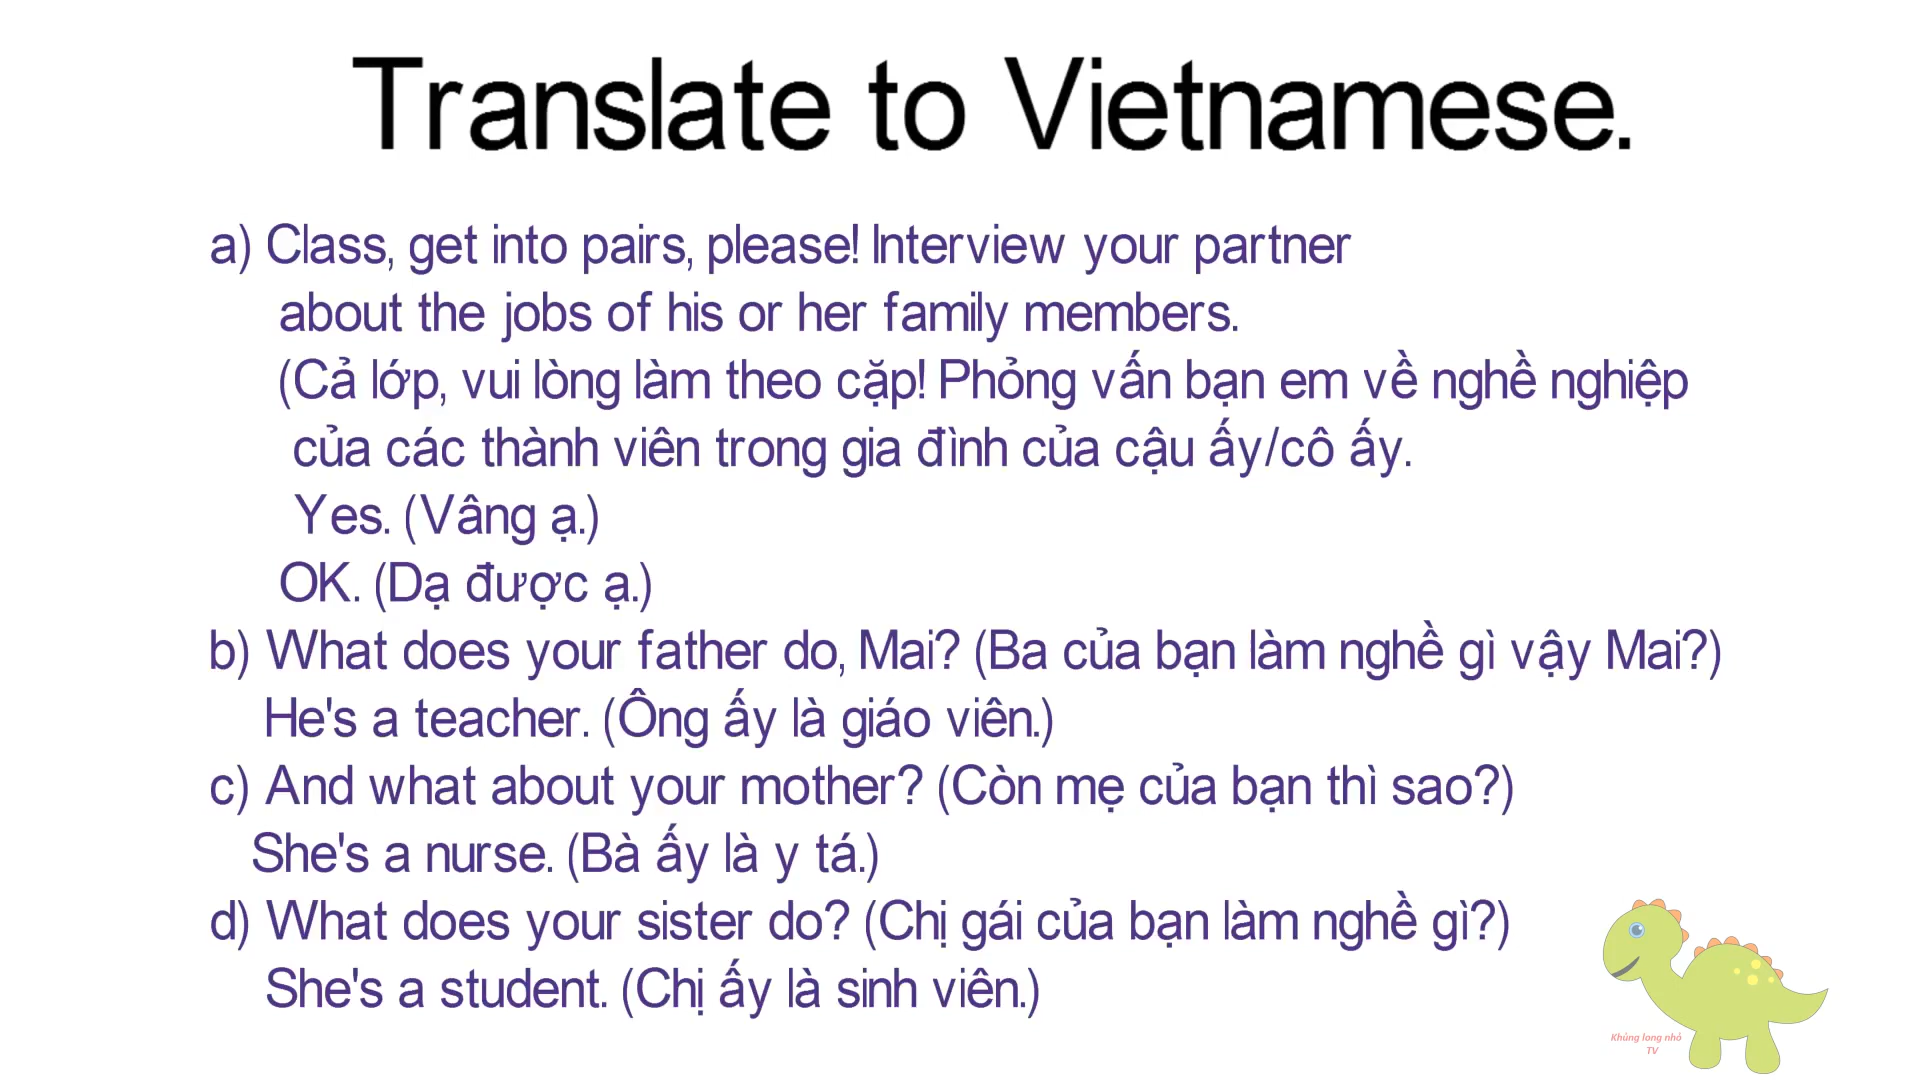 Translate to Vietnamese.
a) Class, get into pairs, please! Interview your partner
about the jobs of his or her family members.
(Cả lớp, vui lòng làm theo cặp! Phỏng vấn bạn em về nghề nghiệp
của các thành viên trong gia đình của cậu ấy/cô ấy.
Yes. (Vâng ạ.)
OK. (Dạ được ạ.)
b) What does your father do, Mai? (Ba của bạn làm nghề gì vậy Mai?)
He's a teacher. (Ông ấy là giáo viên.)
c) And what about your mother? (Còn mẹ của bạn thì sao?)
She's a nurse. (Bà ấy là y tá.)
d) What does your sister do? (Chị gái của bạn làm nghề gì?)
She's a student. (Chị ấy là sinh viên.)
Khủng long nhỏ
TV